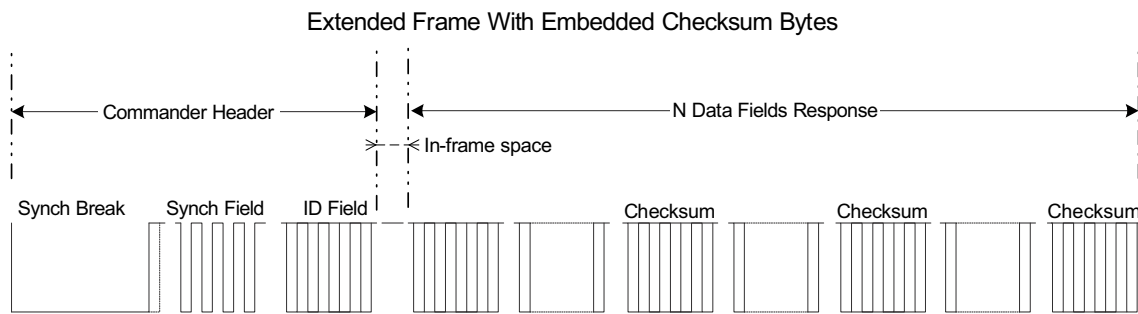 Extended Frame With Embedded Checksum Bytes
Commander Header
N Data Fields Response
In-frame space
Synch Break
Synch Field
ID Field
Checksum
Checksum
Checksum